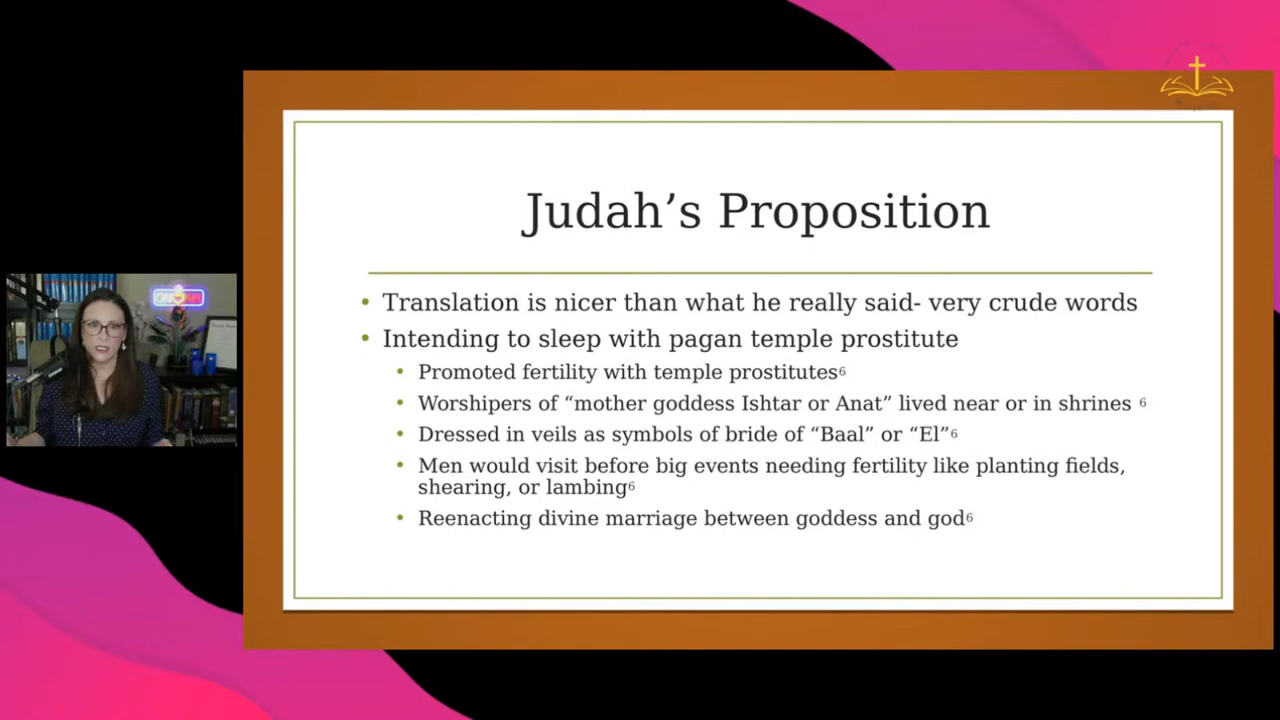 Judah’s Proposition
• Translation is nicer than what he really said- very crude words
• Intending to sleep with pagan temple prostitute
• Promoted fertility with temple prostitutes⁶
• Worshipers of “mother goddess Ishtar or Anat” lived near or in shrines ⁶
• Dressed in veils as symbols of bride of “Baal” or “El”⁶
• Men would visit before big events needing fertility like planting fields,
shearing, or lambing⁶
• Reenacting divine marriage between goddess and god⁶
ON AIR